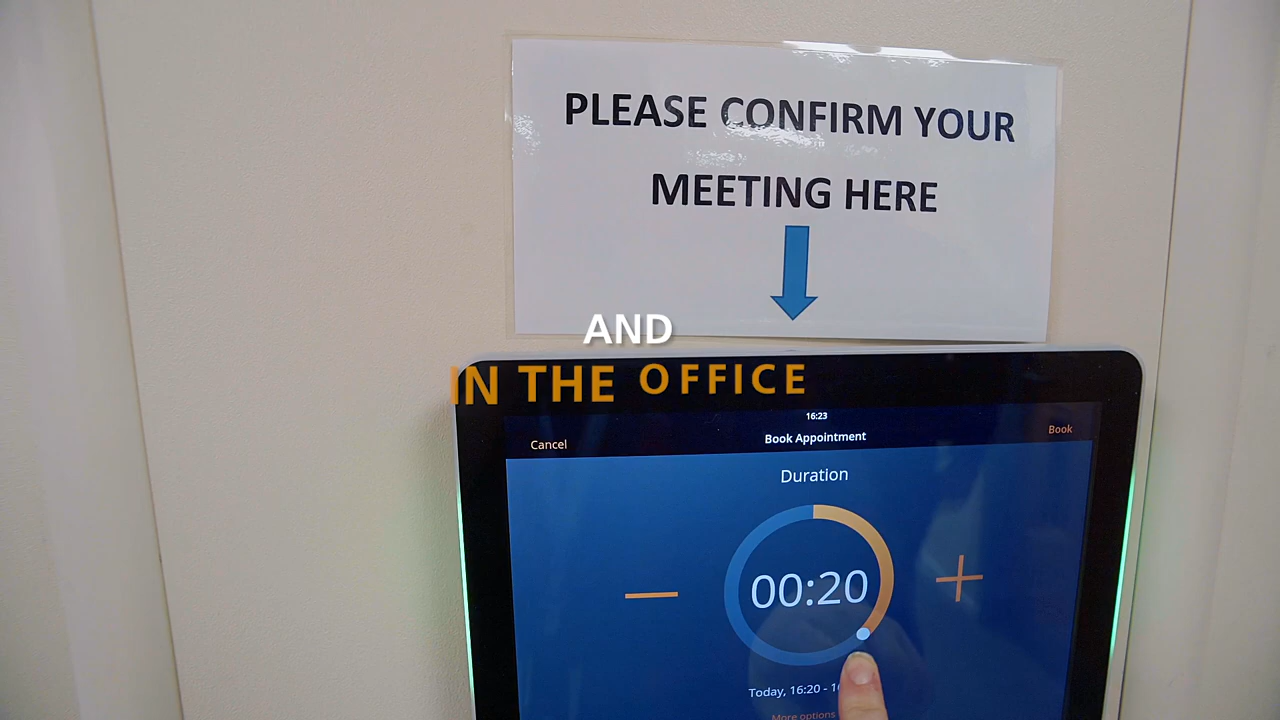 PLEASE CONFIRM YOUR
MEETING HERE
AND
IN THE OFFICE
16:23
Cancel
Book Appointment
Book
Duration
00:20
Today, 16:20 -
More options